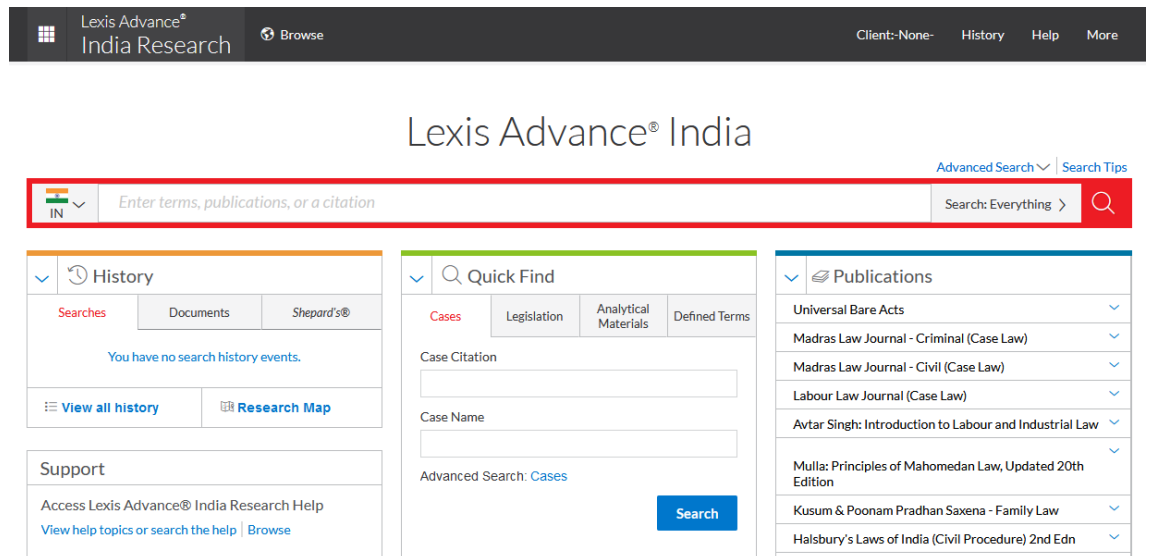 Lexis Advance®
India Research
Browse
Client:-None-
History
Help
More
Lexis Advance® India
Advanced Search
Search Tips
IN
Enter terms, publications, or a citation
Search: Everything
History
Searches
Documents
Shepard's®
You have no search history events.
View all history
Research Map
Support
Access Lexis Advance® India Research Help
View help topics or search the help
Browse
Quick Find
Cases
Legislation
Analytical
Materials
Defined Terms
Case Citation
Case Name
Advanced Search: Cases
Search
Publications
Universal Bare Acts
Madras Law Journal - Criminal (Case Law)
Madras Law Journal - Civil (Case Law)
Labour Law Journal (Case Law)
Avtar Singh: Introduction to Labour and Industrial Law
Mulla: Principles of Mahomedan Law, Updated 20th
Edition
Kusum & Poonam Pradhan Saxena - Family Law
Halsbury's Laws of India (Civil Procedure) 2nd Edn